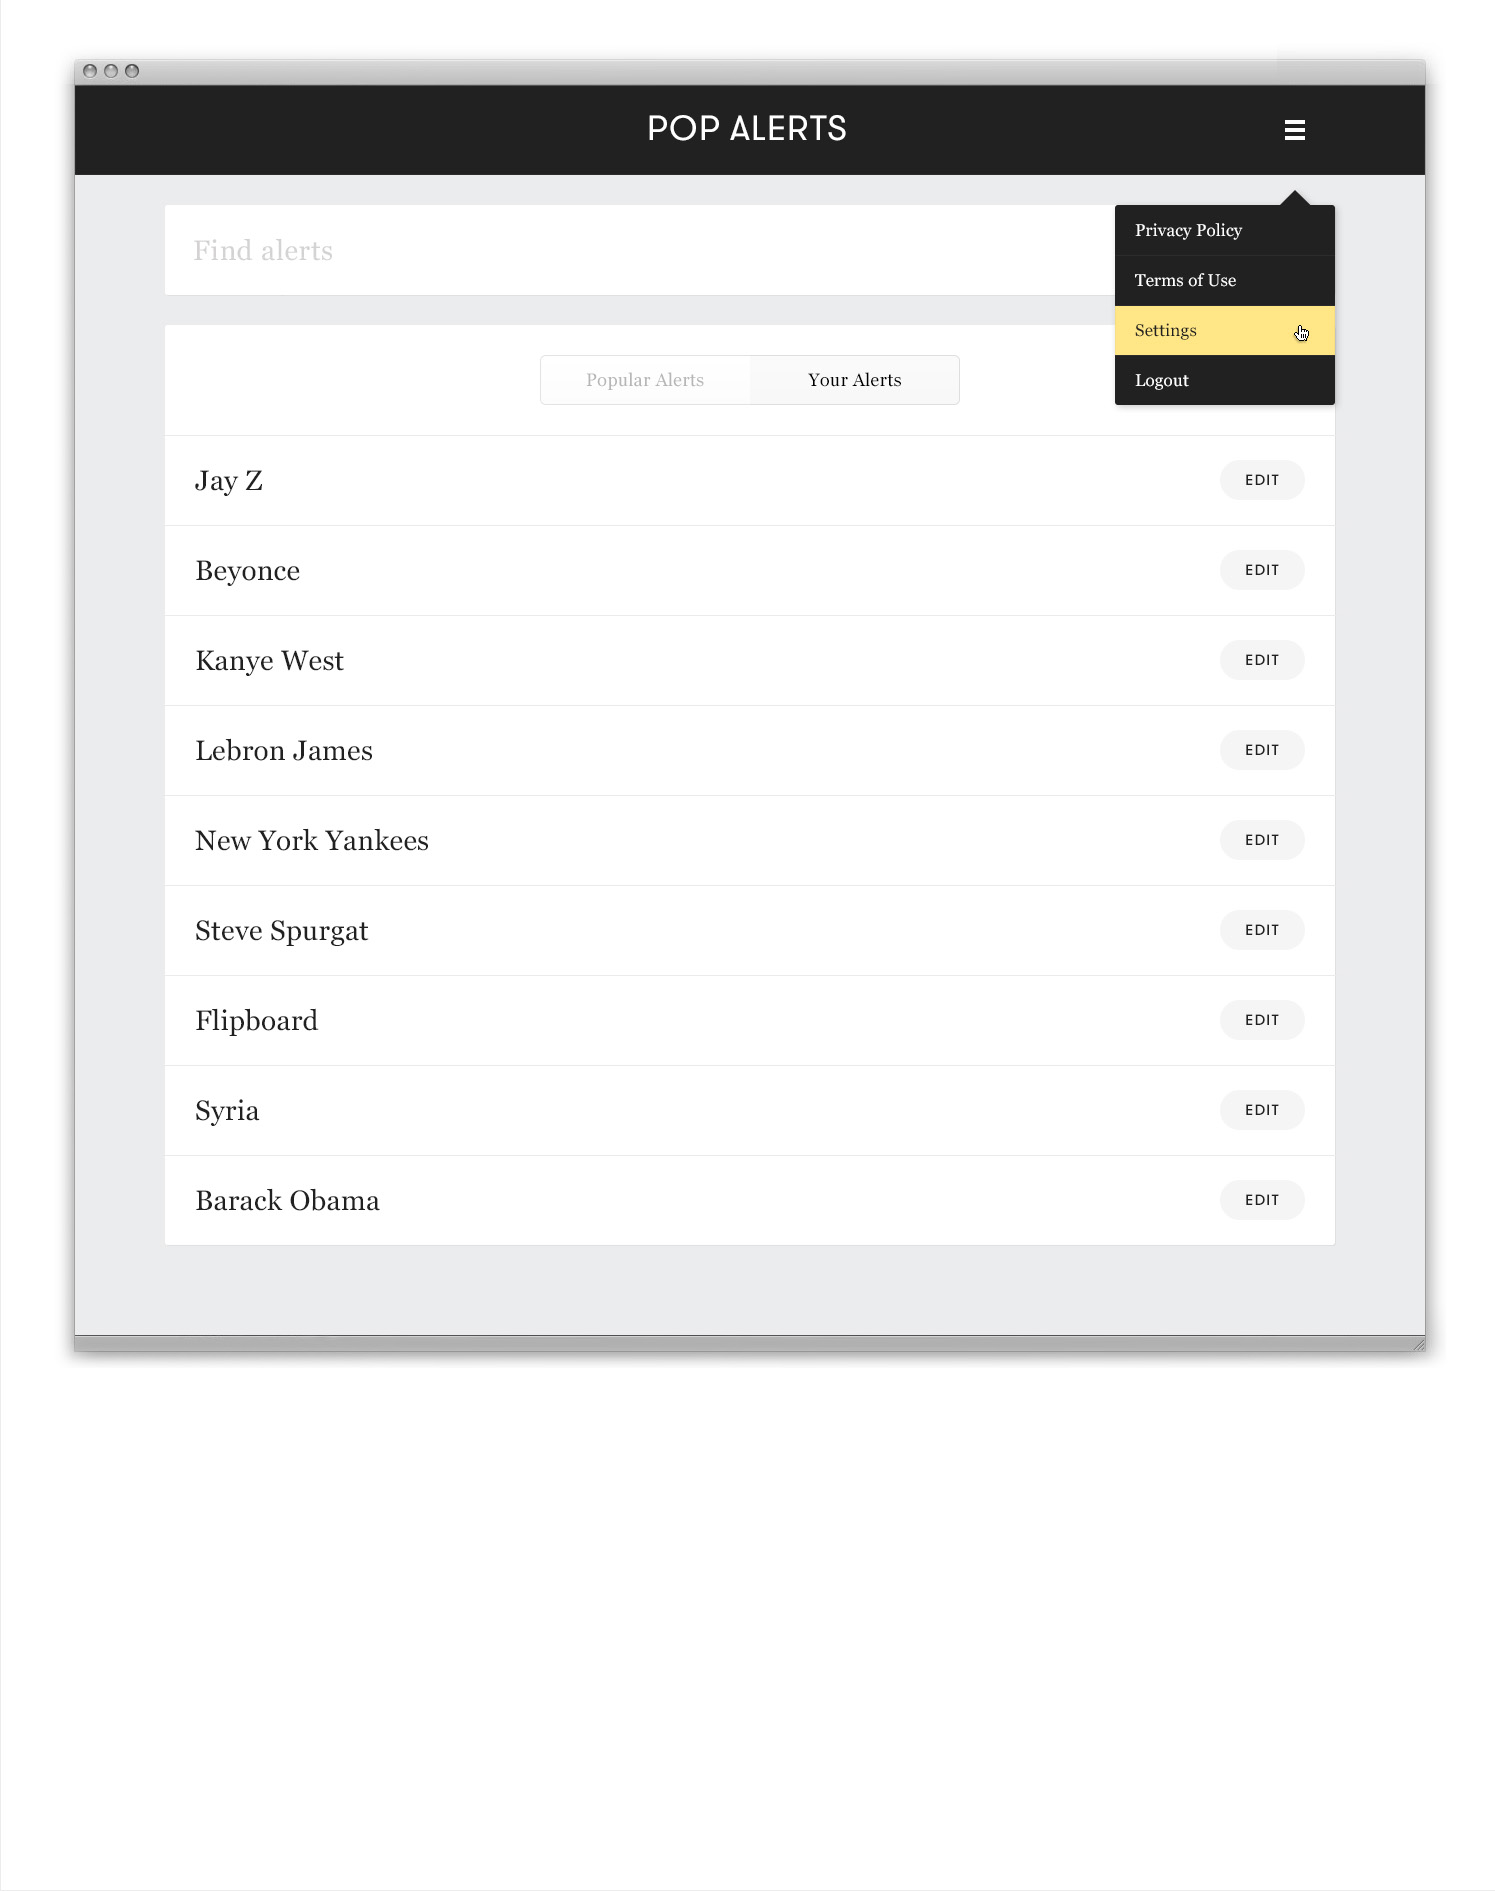 POP ALERTS
Find alerts
Privacy Policy
Terms of Use
Settings
Logout
Popular Alerts
Your Alerts
Jay Z
EDIT
Beyonce
EDIT
Kanye West
EDIT
Lebron James
EDIT
New York Yankees
EDIT
Steve Spurgat
EDIT
Flipboard
EDIT
Syria
EDIT
Barack Obama
EDIT